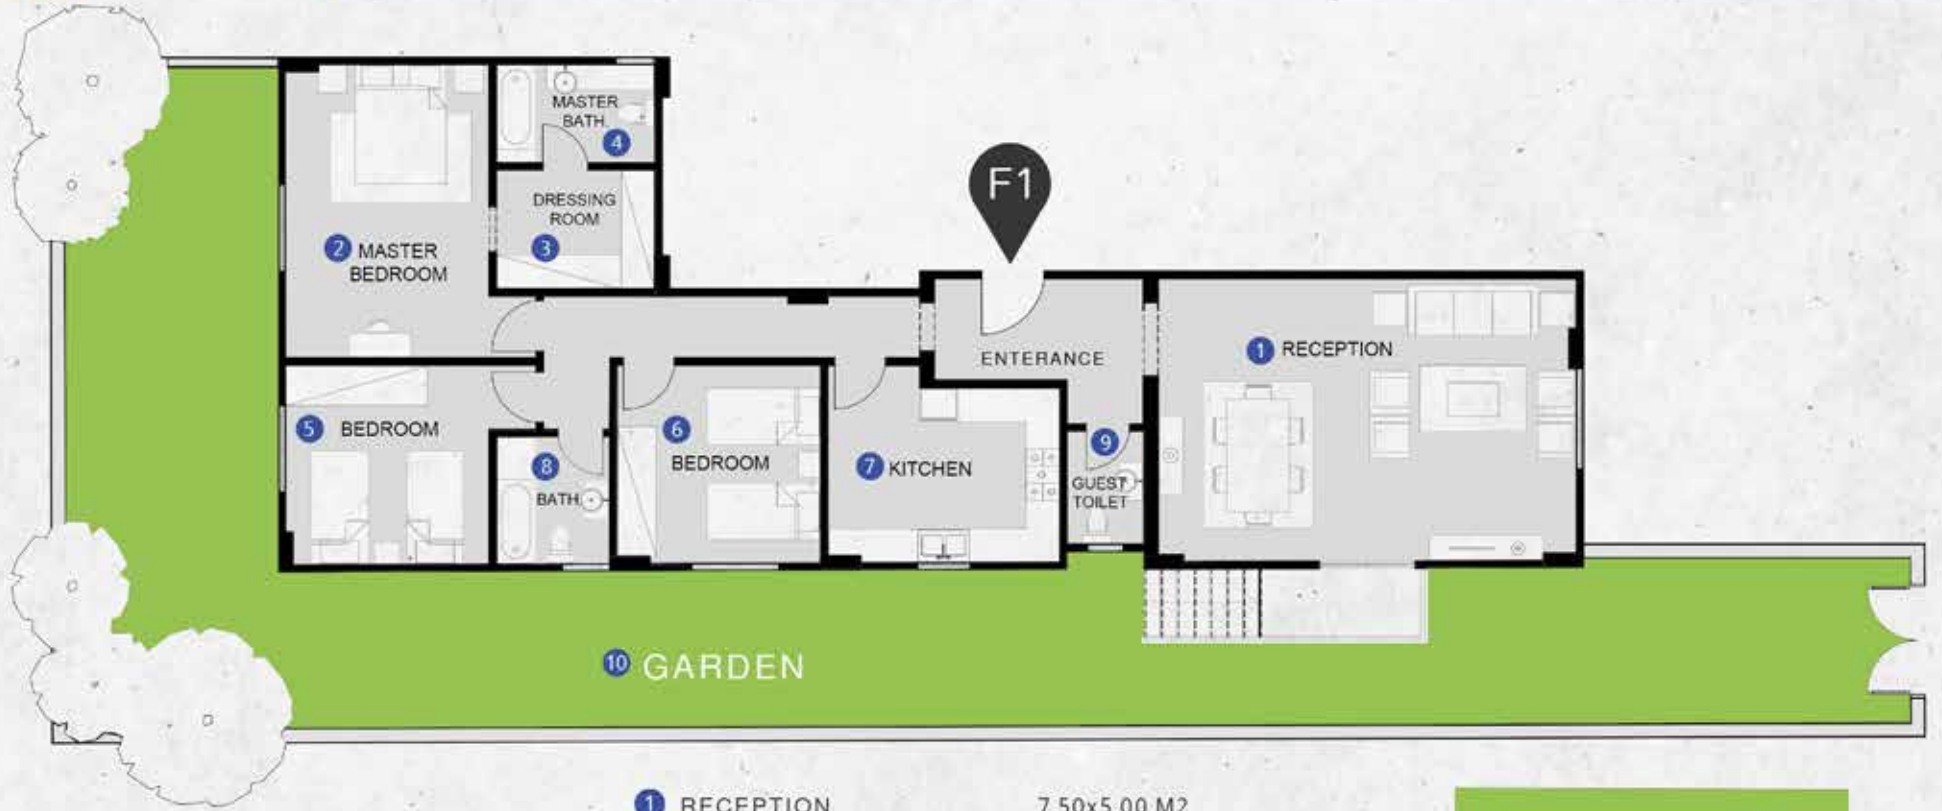 MASTER
BATH.
4
F1
DRESSING
ROOM
3
2 MASTER
BEDROOM
ENTERANCE
1 RECEPTION
5 BEDROOM
6
BEDROOM
7 KITCHEN
8
BATH.
9
GUEST
TOILET
10 GARDEN
1 RECEPTION 7.50x5.00 M2